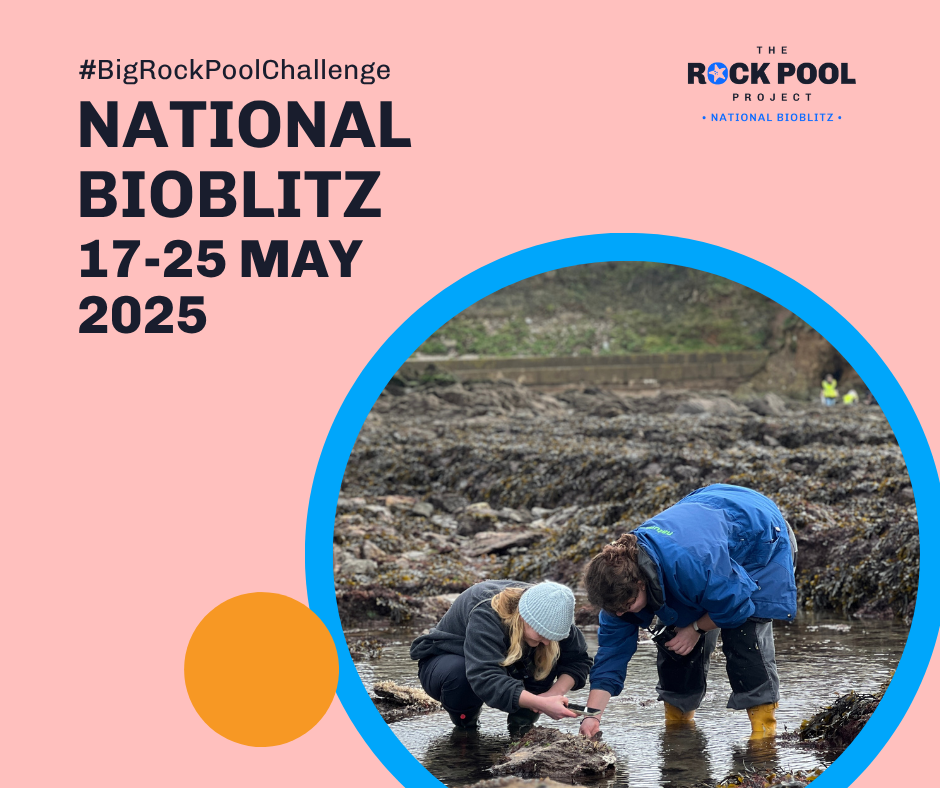 #BigRockPoolChallenge
NATIONAL
BIOBLITZ
17-25 MAY
2025
THE
ROCK POOL
PROJECT
• NATIONAL BIOBLITZ •